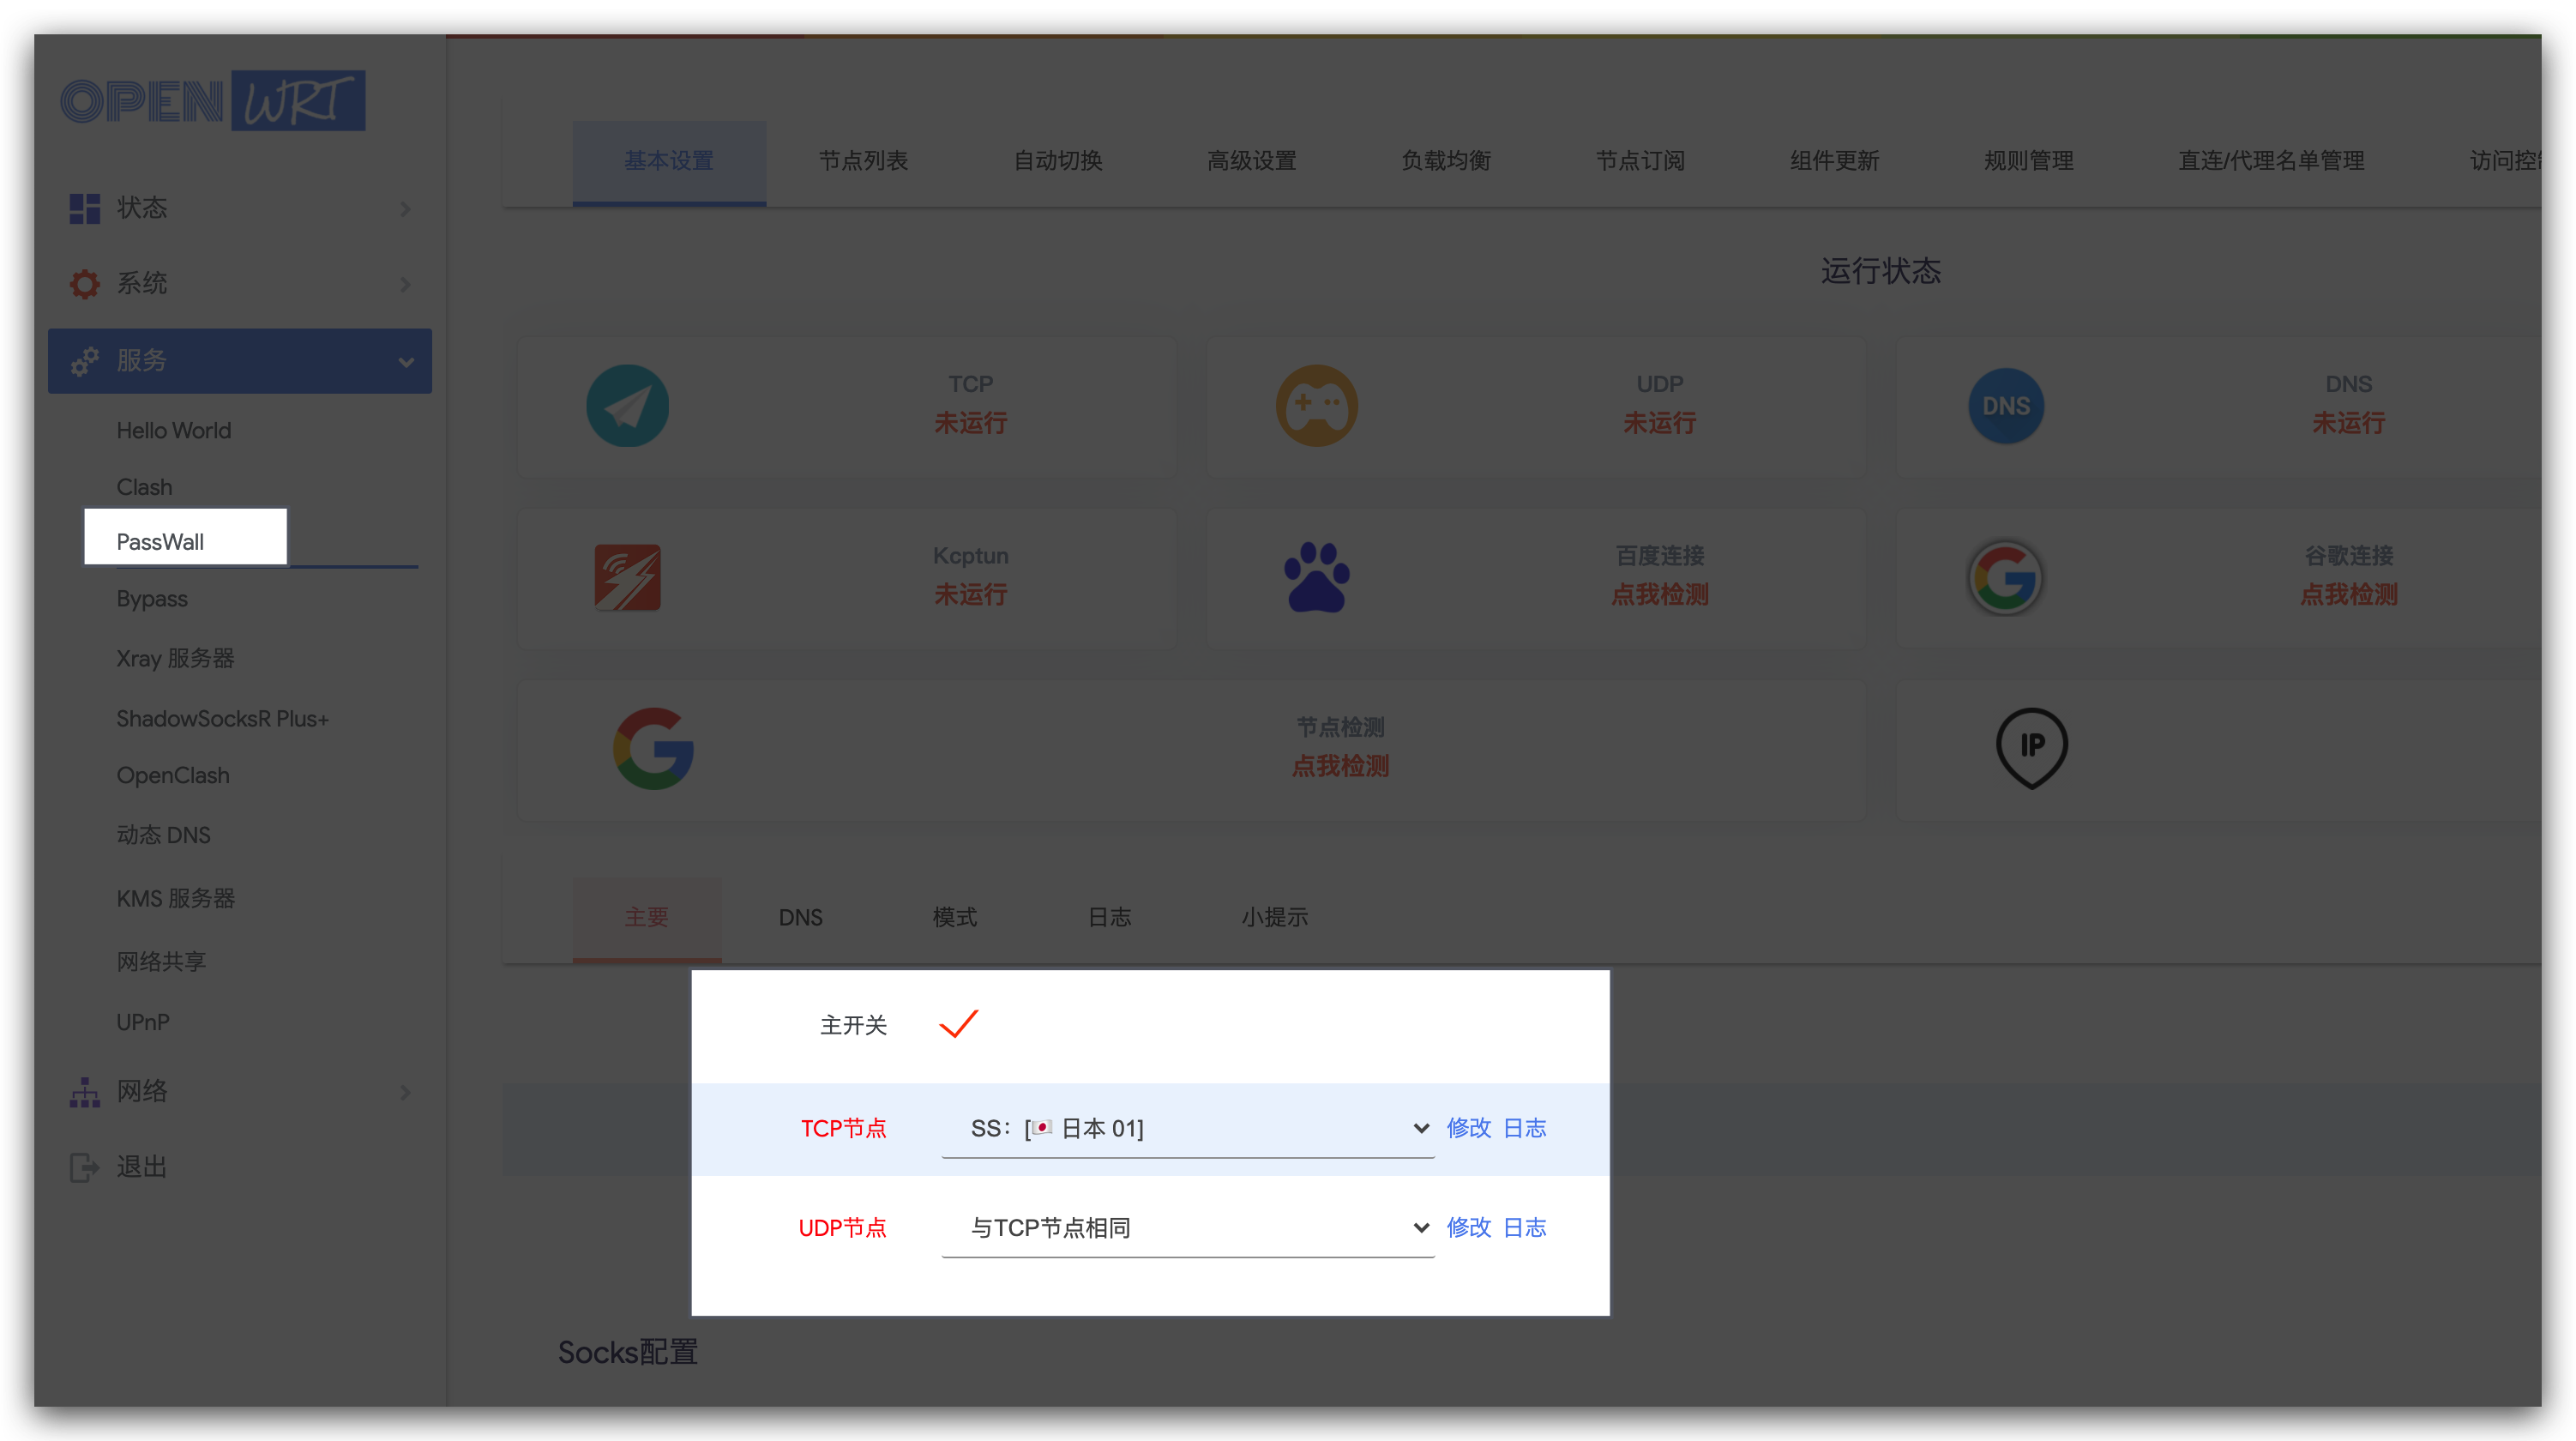 OPENWRT
状态
系统
服务
Hello World
Clash
PassWall
Bypass
Xray 服务器
ShadowSocksR Plus+
OpenClash
动态 DNS
KMS 服务器
网络共享
UPnP
网络
退出
基本设置 节点列表 自动切换 高级设置 负载均衡 节点订阅 组件更新 规则管理 直连/代理名单管理 访问控
运行状态
TCP
未运行
UDP
未运行
DNS
DNS
未运行
Kcptun
未运行
百度连接
点我检测
谷歌连接
点我检测
节点检测
点我检测
IP
主要 DNS 模式 日志 小提示
主开关
TCP节点 SS：[🇯🇵 日本 01] 修改 日志
UDP节点 与TCP节点相同 修改 日志
Socks配置